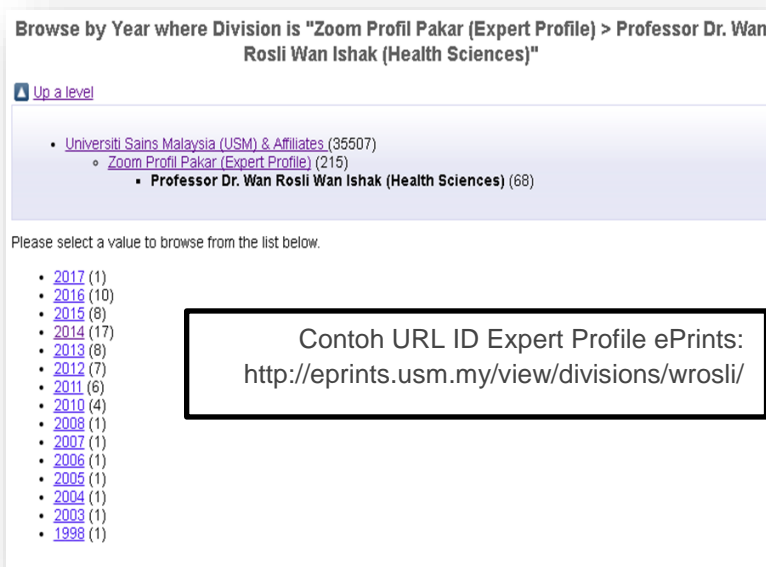 Browse by Year where Division is "Zoom Profil Pakar (Expert Profile) > Professor Dr. Wan
Rosli Wan Ishak (Health Sciences)"
Up a level
• Universiti Sains Malaysia (USM) & Affiliates (35507)
◦ Zoom Profil Pakar (Expert Profile) (215)
▪ Professor Dr. Wan Rosli Wan Ishak (Health Sciences) (68)
Please select a value to browse from the list below.
• 2017 (1)
• 2016 (10)
• 2015 (8)
• 2014 (17)
• 2013 (8)
• 2012 (7)
• 2011 (6)
• 2010 (4)
• 2008 (1)
• 2007 (1)
• 2006 (1)
• 2005 (1)
• 2004 (1)
• 2003 (1)
• 1998 (1)
Contoh URL ID Expert Profile ePrints:
http://eprints.usm.my/view/divisions/wrosli/